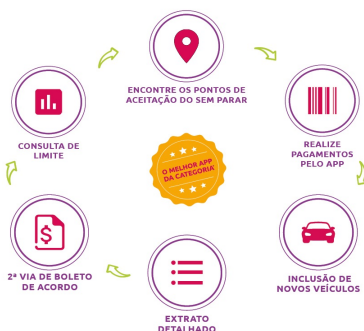 ENCONTRE OS PONTOS DE
ACEITAÇÃO DO SEM PARAR
CONSULTA DE
LIMITE
REALIZE
PAGAMENTOS
PELO APP
O MELHOR APP
DA CATEGORIA
2ª VIA DE BOLETO
DE ACORDO
INCLUSÃO DE
NOVOS VEÍCULOS
EXTRATO
DETALHADO